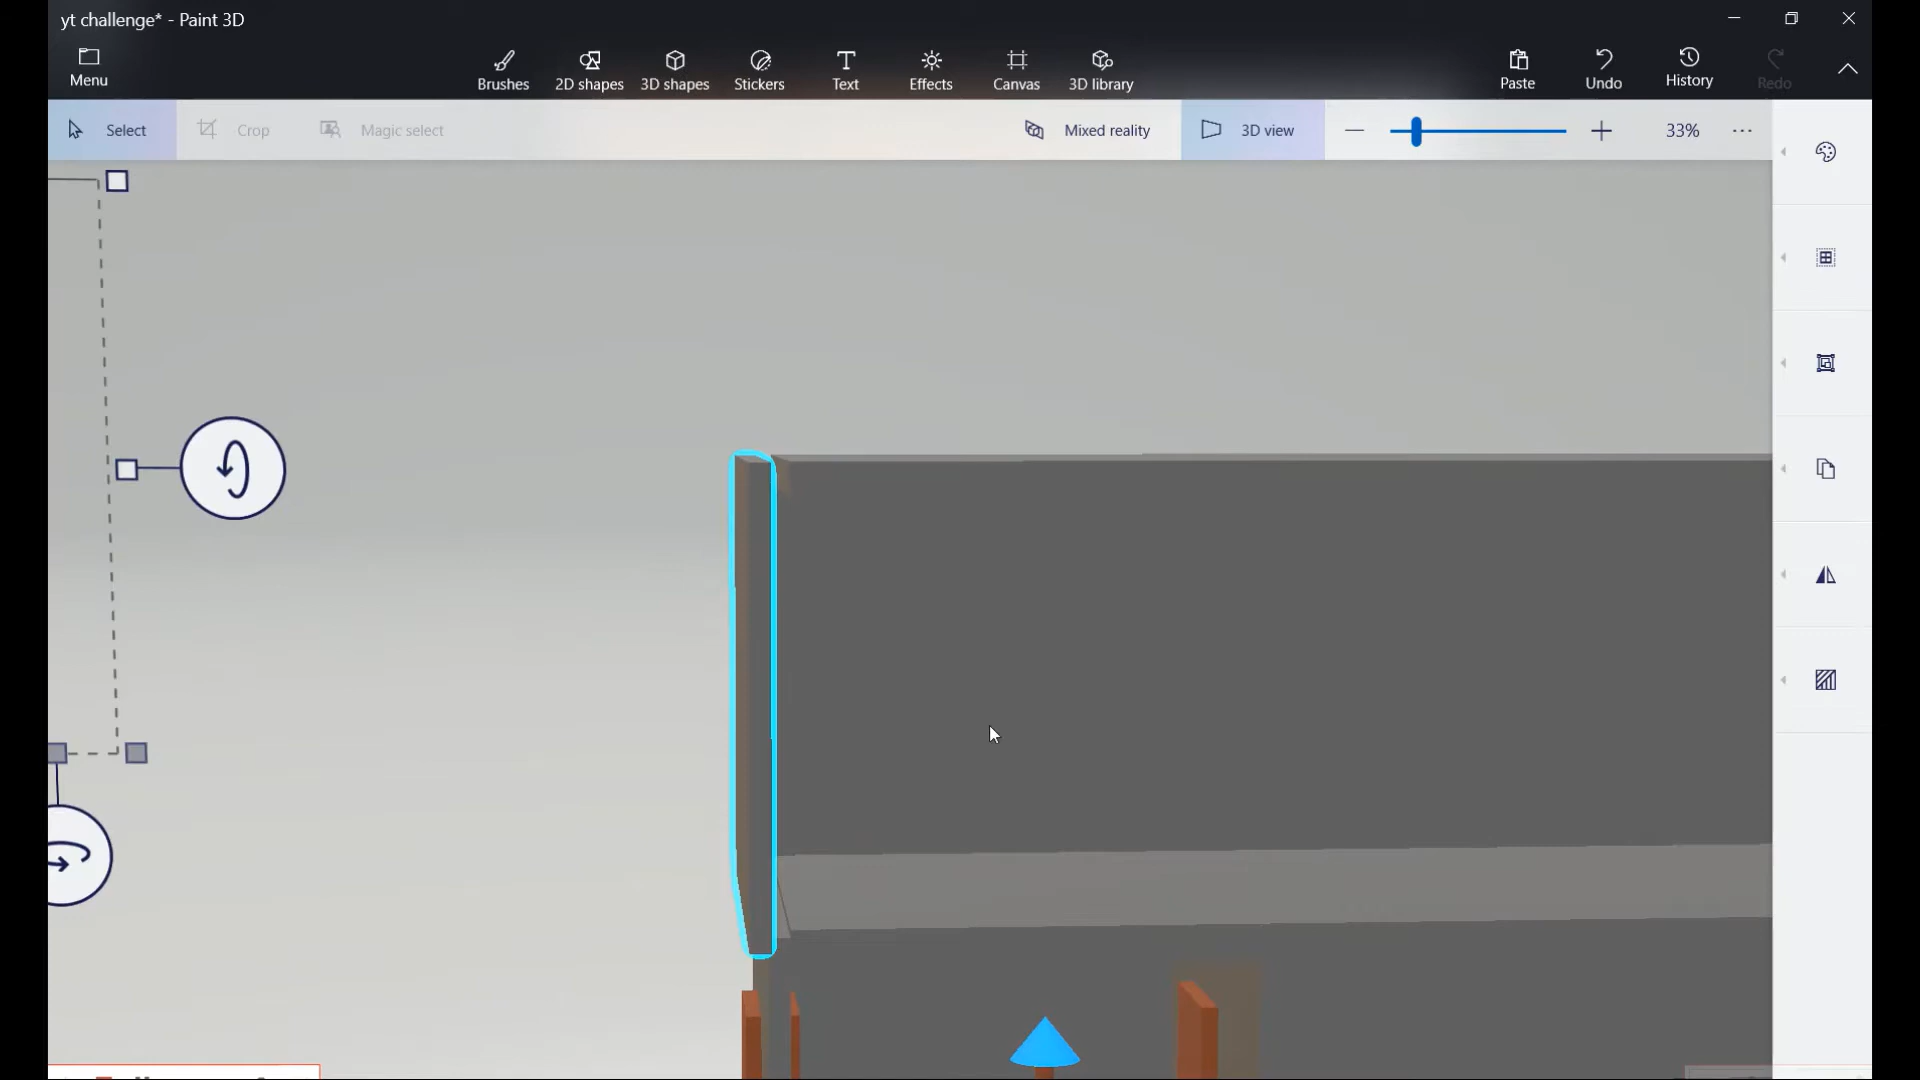 yt challenge* - Paint 3D
Menu
Brushes
2D shapes
3D shapes
Stickers
Text
Effects
Canvas
3D library
Paste
Undo
History
Redo
Select
Crop
Magic select
Mixed reality
3D view
33%